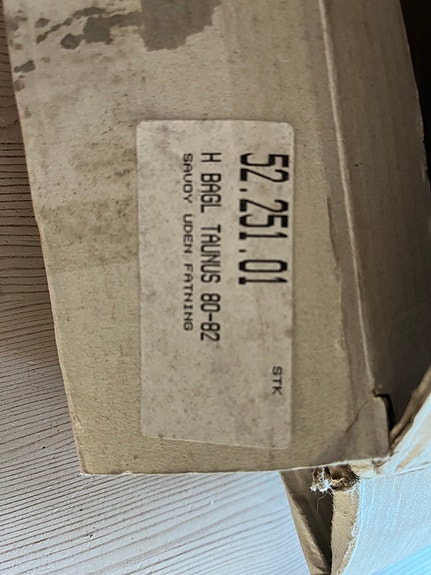 52.251.01
H BAGL TAUNUS 80-82
SAVOY UDEN FATNING
STK